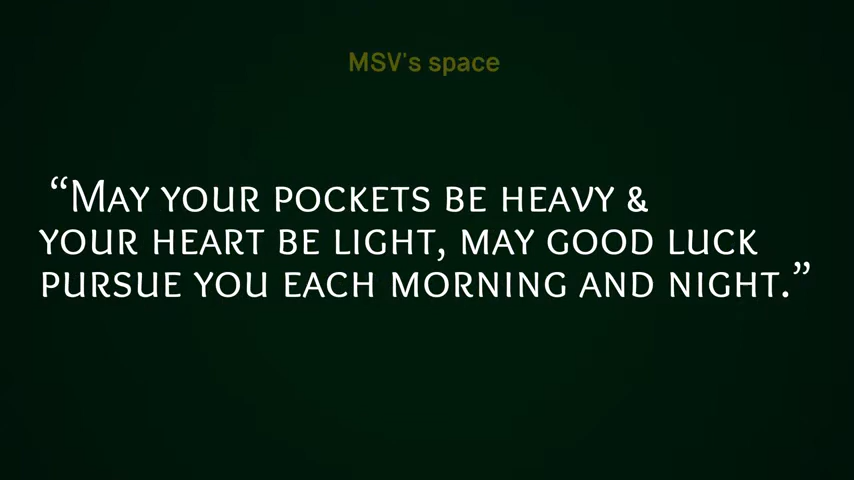 MSV's space
“MAY YOUR POCKETS BE HEAVY &
YOUR HEART BE LIGHT, MAY GOOD LUCK
PURSUE YOU EACH MORNING AND NIGHT.”